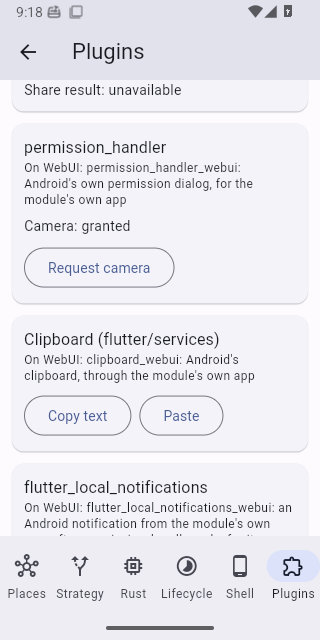 9:18
Plugins
Share result: unavailable
permission_handler
On WebUI: permission_handler_webui:
Android's own permission dialog, for the
module's own app
Camera: granted
Request camera
Clipboard (flutter/services)
On WebUI: clipboard_webui: Android's
clipboard, through the module's own app
Copy text
Paste
flutter_local_notifications
On WebUI: flutter_local_notifications_webui: an
Android notification from the module's own
Places
Strategy
Rust
Lifecycle
Shell
Plugins